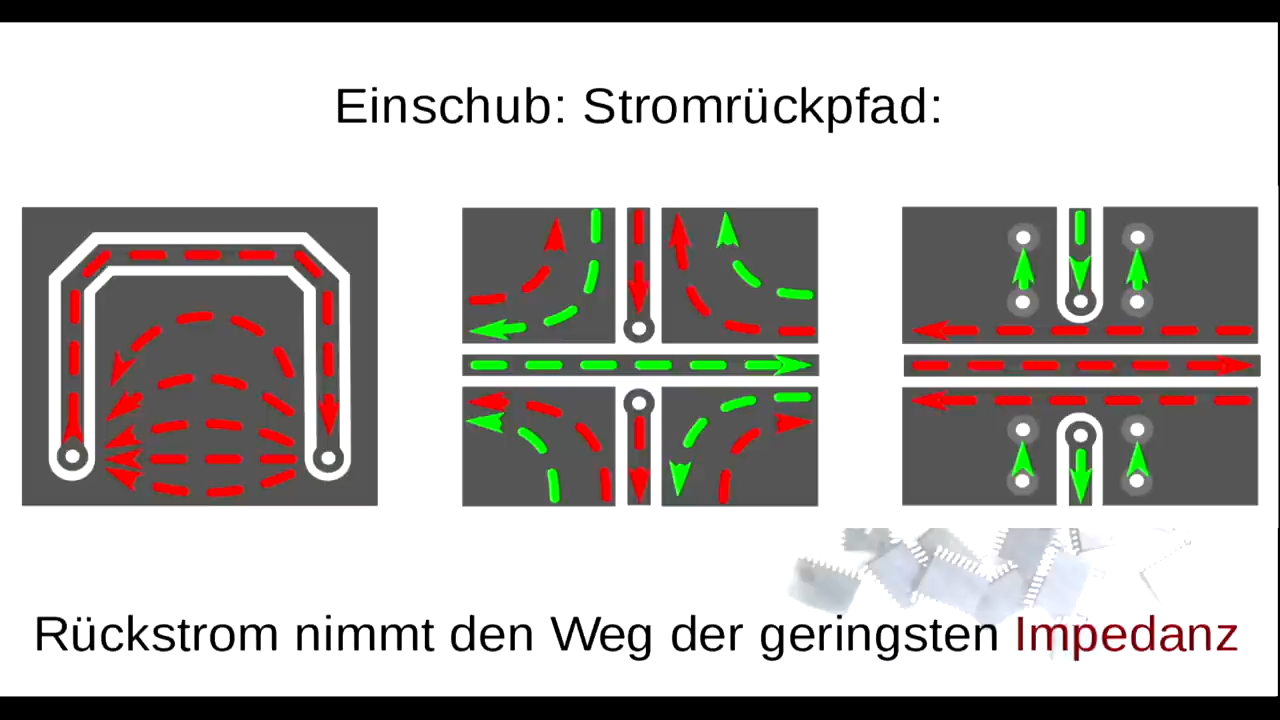 Einschub: Stromrückpfad:
Rückstrom nimmt den Weg der geringsten Impedanz